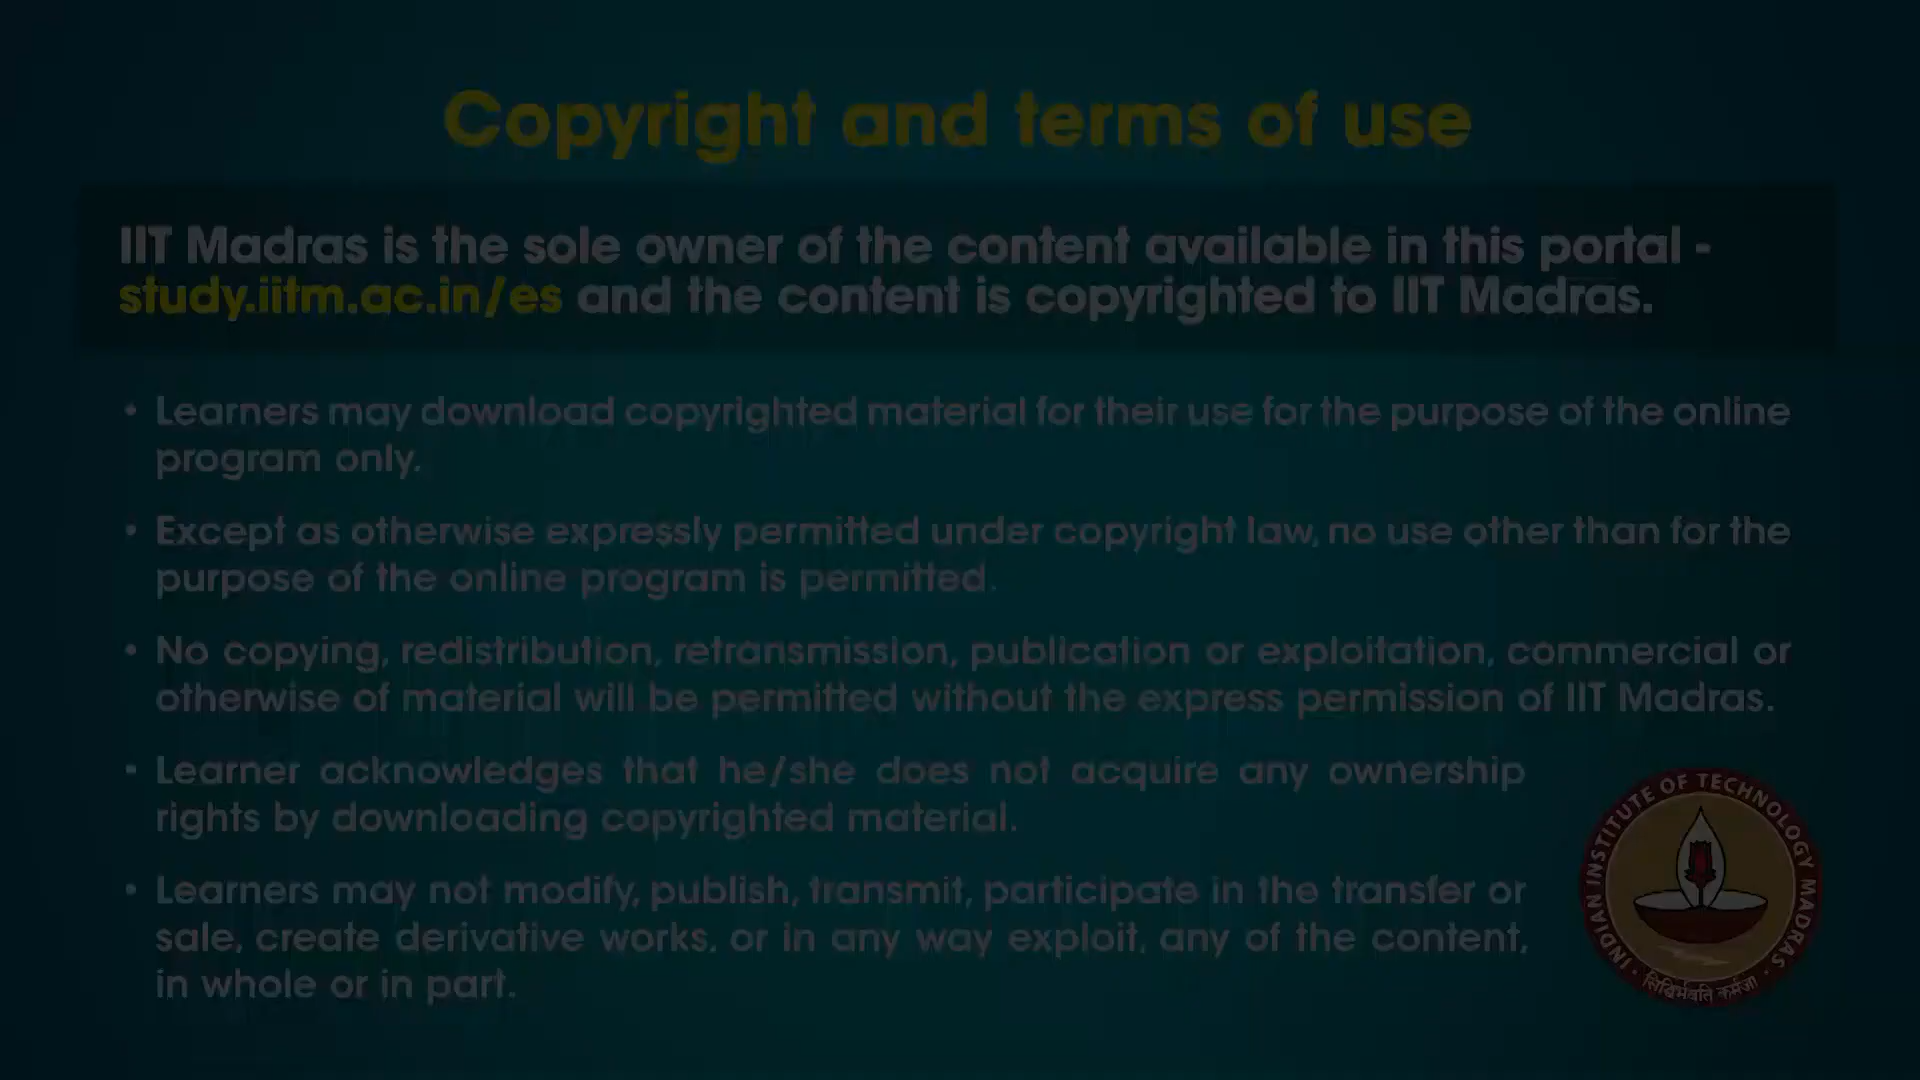 Copyright and terms of use
IIT Madras is the sole owner of the content available in this portal -
study.iitm.ac.in/es and the content is copyrighted to IIT Madras.
• Learners may download copyrighted material for their use for the purpose of the online
program only.
• Except as otherwise expressly permitted under copyright law, no use other than for the
purpose of the online program is permitted.
• No copying, redistribution, retransmission, publication or exploitation, commercial or
otherwise of material will be permitted without the express permission of IIT Madras.
• Learner acknowledges that he/she does not acquire any ownership
rights by downloading copyrighted material.
• Learners may not modify, publish, transmit, participate in the transfer or
sale, create derivative works, or in any way exploit, any of the content,
in whole or in part.
INDIAN INSTITUTE OF TECHNOLOGY MADRAS
सिद्धिर्भवति कर्मजा